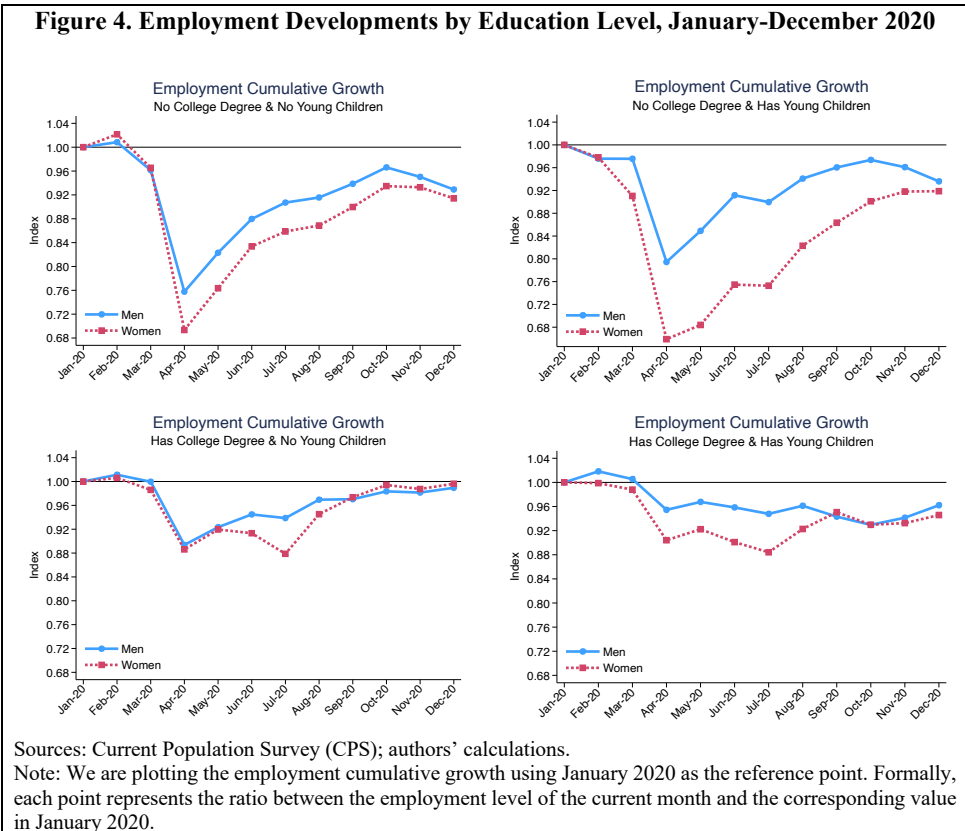 Figure 4. Employment Developments by Education Level, January-December 2020
Employment Cumulative Growth
No College Degree & No Young Children
1.04
1.00
0.96
0.92
0.88
0.84
0.80
0.76
0.72
0.68
Index
Men
Women
Jan-20
Feb-20
Mar-20
Apr-20
May-20
Jun-20
Jul-20
Aug-20
Sep-20
Oct-20
Nov-20
Dec-20
Employment Cumulative Growth
No College Degree & Has Young Children
1.04
1.00
0.96
0.92
0.88
0.84
0.80
0.76
0.72
0.68
Index
Men
Women
Jan-20
Feb-20
Mar-20
Apr-20
May-20
Jun-20
Jul-20
Aug-20
Sep-20
Oct-20
Nov-20
Dec-20
Employment Cumulative Growth
Has College Degree & No Young Children
1.04
1.00
0.96
0.92
0.88
0.84
0.80
0.76
0.72
0.68
Index
Men
Women
Jan-20
Feb-20
Mar-20
Apr-20
May-20
Jun-20
Jul-20
Aug-20
Sep-20
Oct-20
Nov-20
Dec-20
Employment Cumulative Growth
Has College Degree & Has Young Children
1.04
1.00
0.96
0.92
0.88
0.84
0.80
0.76
0.72
0.68
Index
Men
Women
Jan-20
Feb-20
Mar-20
Apr-20
May-20
Jun-20
Jul-20
Aug-20
Sep-20
Oct-20
Nov-20
Dec-20
Sources: Current Population Survey (CPS); authors’ calculations.
Note: We are plotting the employment cumulative growth using January 2020 as the reference point. Formally,
each point represents the ratio between the employment level of the current month and the corresponding value
in January 2020.